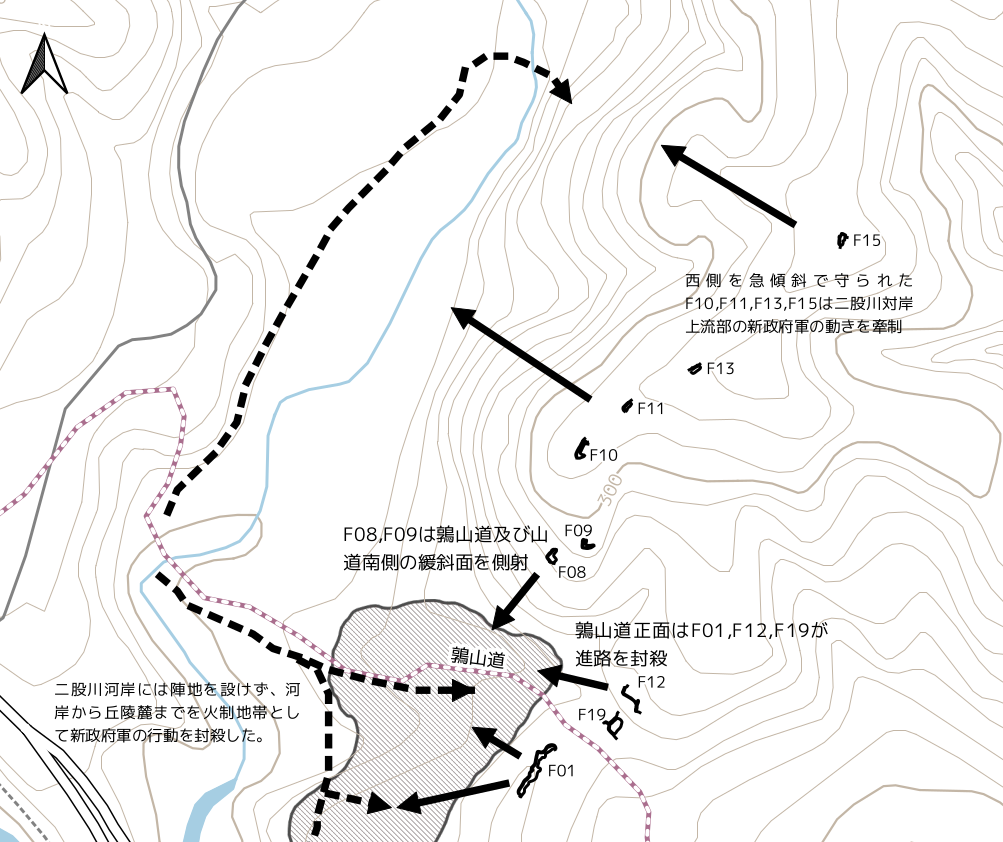 F15
西側を急傾斜で守られた
F10,F11,F13,F15は二股川対岸
上流部の新政府軍の動きを牽制
F13
F11
F10
300
F08,F09は鶉山道及び山
道南側の緩斜面を側射
F09
F08
鶉山道正面はF01,F12,F19が
進路を封殺
鶉山道
F12
F19
二股川河岸には陣地を設けず、河
岸から丘陵麓までを火制地帯とし
て新政府軍の行動を封殺した。
F01